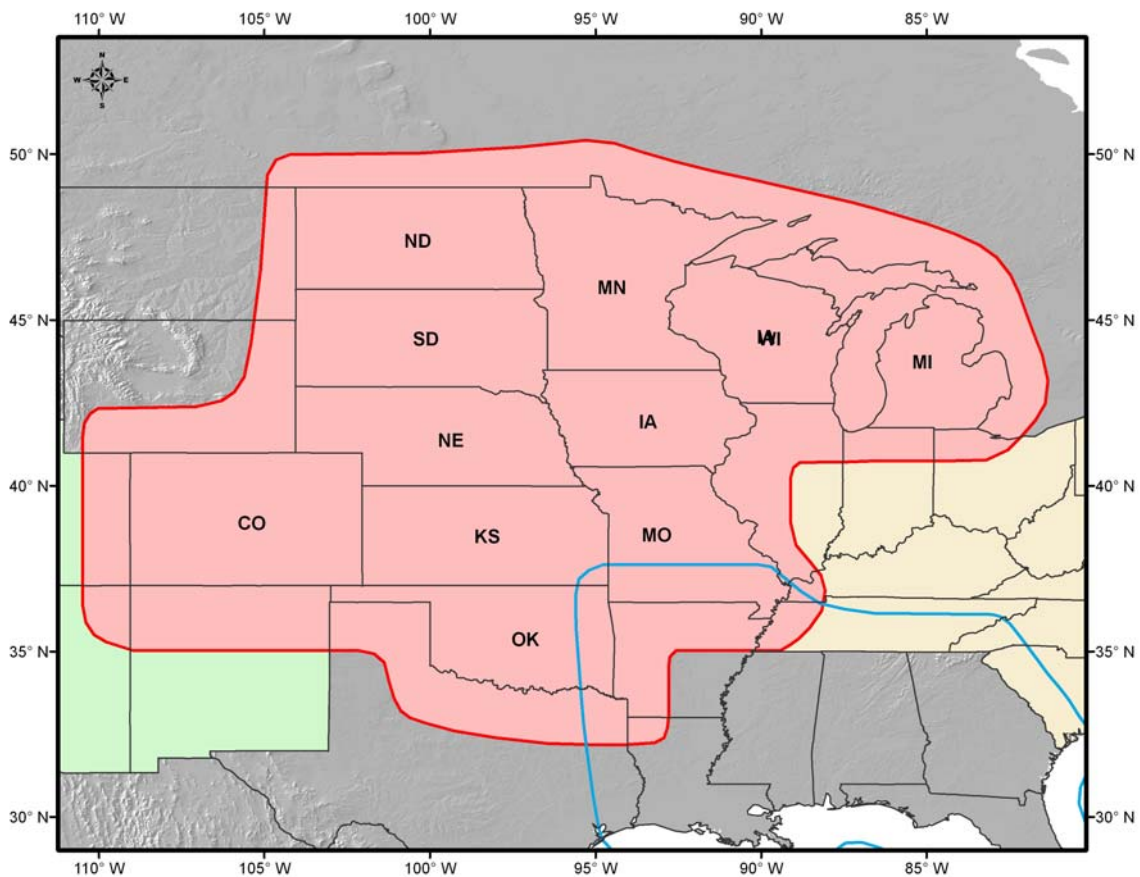 110° W 105° W 100° W 95° W 90° W 85° W
N
W E
S
50° N 50° N
ND
MN
45° N 45° N
SD WI MI
NE IA
40° N 40° N
CO KS MO
OK
35° N 35° N
30° N 30° N
110° W 105° W 100° W 95° W 90° W 85° W